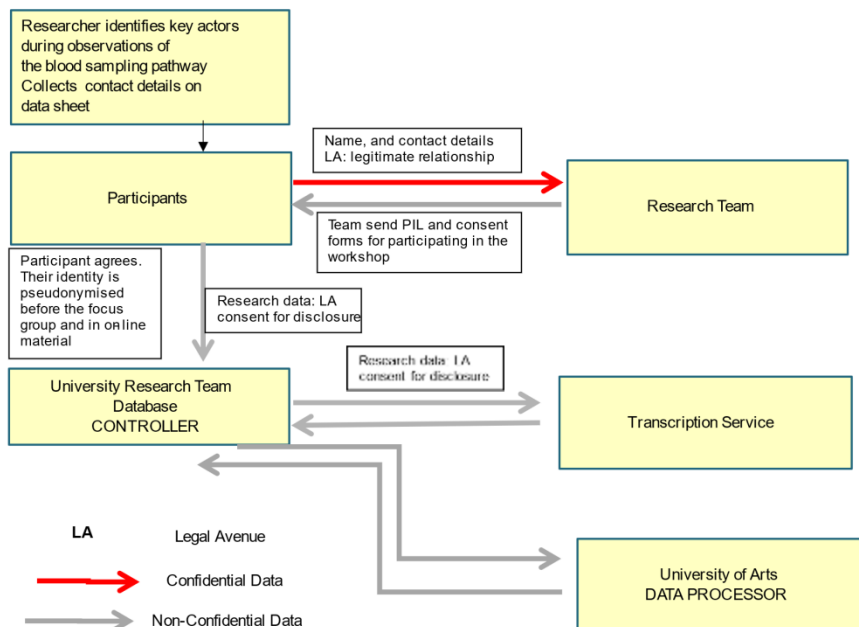 Researcher identifies key actors
during observations of
the blood sampling pathway
Collects contact details on
data sheet
Name, and contact details
LA: legitimate relationship
Participants
Research Team
Team send PIL and consent
forms for participating in the
workshop
Participant agrees.
Their identity is
pseudonymised
before the focus
group and in online
material
Research data: LA
consent for disclosure
Research data LA
consent for disclosure
University Research Team
Database
CONTROLLER
Transcription Service
LA Legal Avenue
Confidential Data
University of Arts
DATA PROCESSOR
Non-Confidential Data